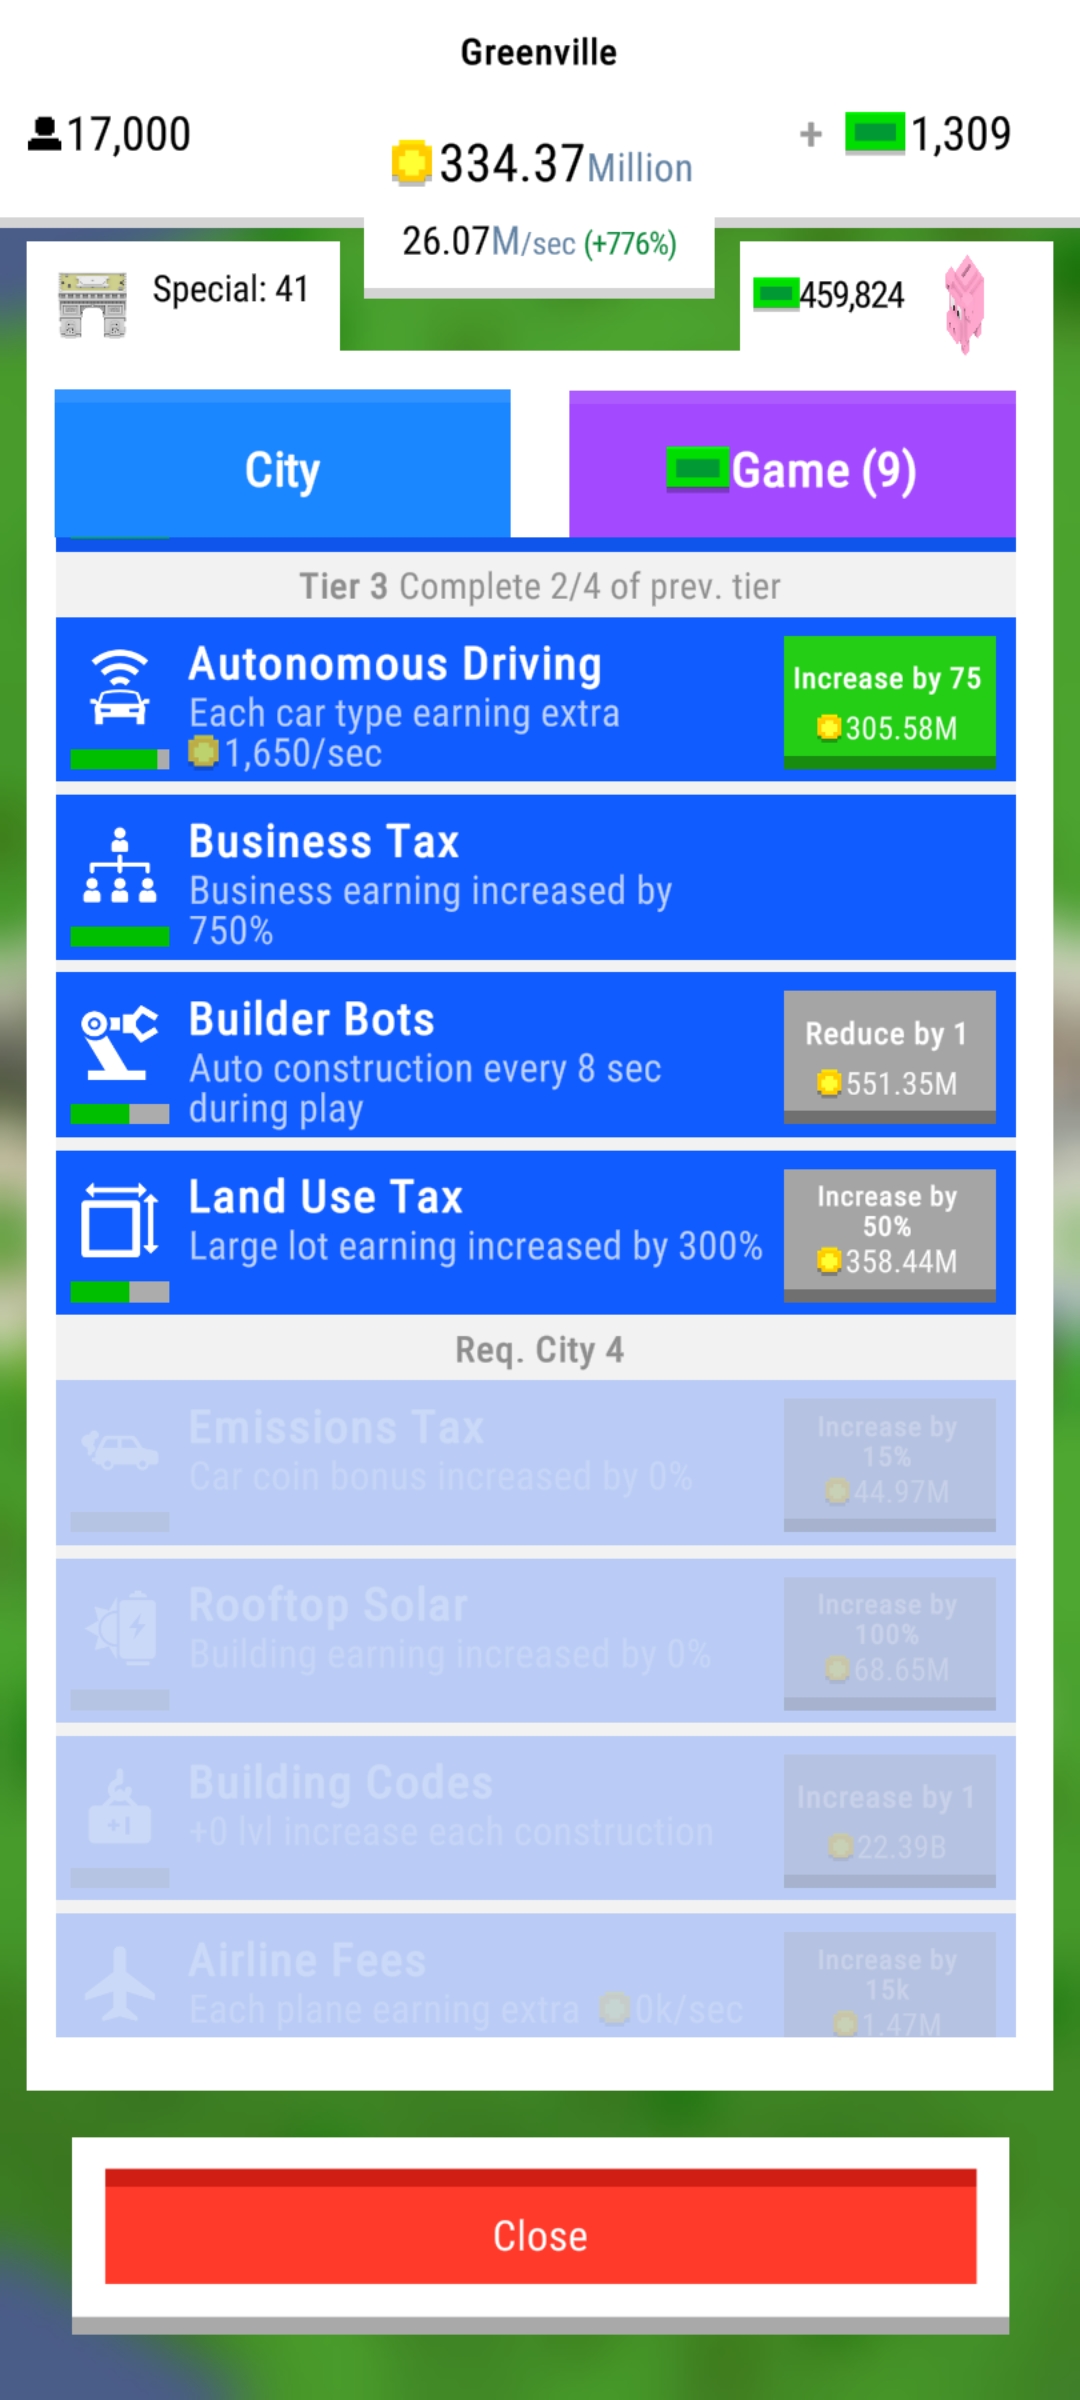 Greenville
17,000
334.37Million
+ 1,309
26.07M/sec (+776%)
Special: 41
459,824
City
Game (9)
Tier 3 Complete 2/4 of prev. tier
Autonomous Driving
Each car type earning extra
1,650/sec
Increase by 75
305.58M
Business Tax
Business earning increased by
750%
Builder Bots
Auto construction every 8 sec
during play
Reduce by 1
551.35M
Land Use Tax
Large lot earning increased by 300%
Increase by
50%
358.44M
Req. City 4
Emissions Tax
Car coin bonus increased by 0%
Increase by
15%
44.97M
Rooftop Solar
Building earning increased by 0%
Increase by
100%
68.65M
Building Codes
+0 lvl increase each construction
+1
Increase by 1
22.39B
Airline Fees
Each plane earning extra 0k/sec
Increase by
15k
1.47M
Close